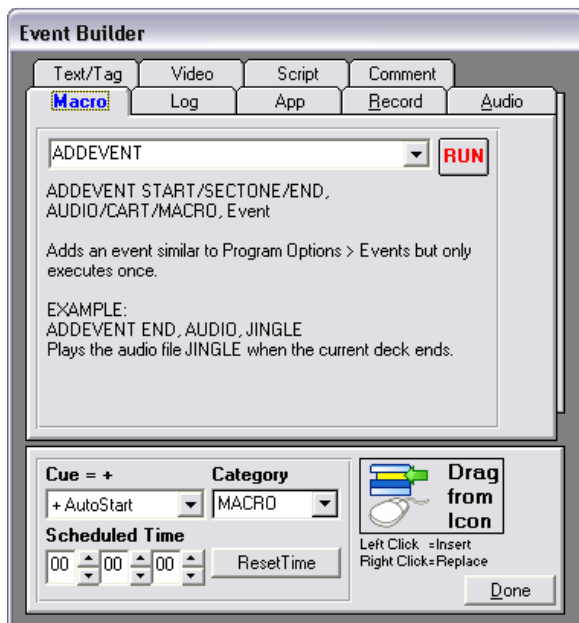 Event Builder
Text/Tag Video Script Comment
Macro Log App Record Audio
ADDEVENT RUN
ADDEVENT START/SECTONE/END,
AUDIO/CART/MACRO, Event
Adds an event similar to Program Options > Events but only
executes once.
EXAMPLE:
ADDEVENT END, AUDIO, JINGLE
Plays the audio file JINGLE when the current deck ends.
Cue = + Category
+ AutoStart MACRO
Scheduled Time
00 00 00 ResetTime
Drag
from
Icon
Left Click =Insert
Right Click=Replace
Done